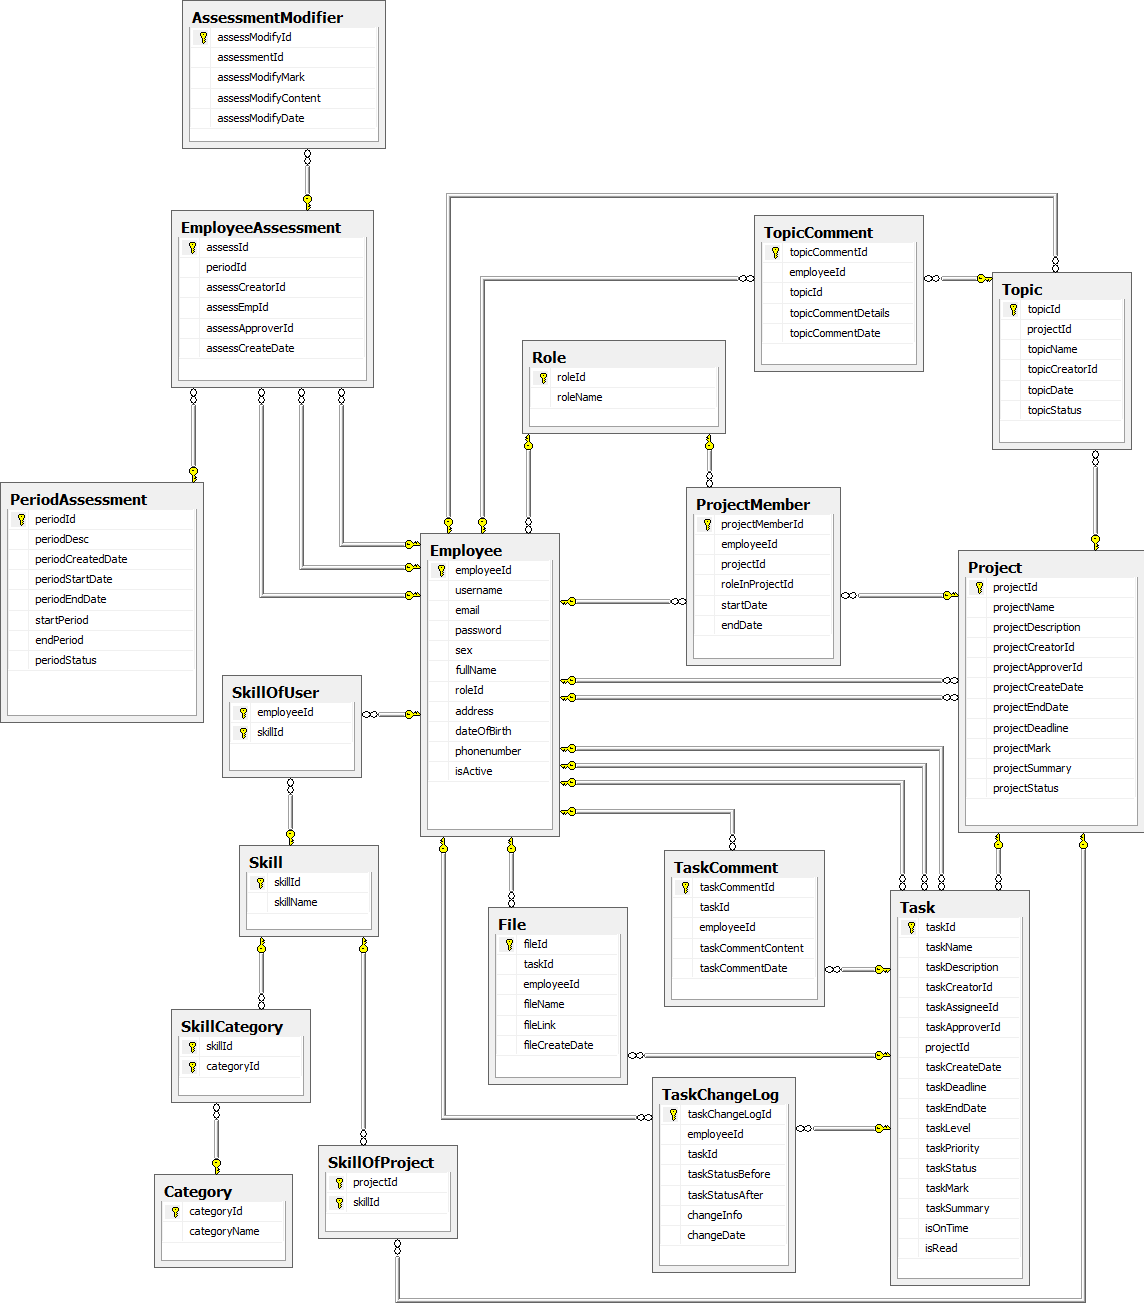 AssessmentModifier
assessModifyId
assessmentId
assessModifyMark
assessModifyContent
assessModifyDate
EmployeeAssessment
assessId
periodId
assessCreatorId
assessEmpId
assessApproverId
assessCreateDate
TopicComment
topicCommentId
employeeId
topicId
topicCommentDetails
topicCommentDate
Topic
topicId
projectId
topicName
topicCreatorId
topicDate
topicStatus
Role
roleId
roleName
PeriodAssessment
periodId
periodDesc
periodCreatedDate
periodStartDate
periodEndDate
startPeriod
endPeriod
periodStatus
ProjectMember
projectMemberId
employeeId
projectId
roleInProjectId
startDate
endDate
Employee
employeeId
username
email
password
sex
fullName
roleId
address
dateOfBirth
phonenumber
isActive
Project
projectId
projectName
projectDescription
projectCreatorId
projectApproverId
projectCreateDate
projectEndDate
projectDeadline
projectMark
projectSummary
projectStatus
SkillOfUser
employeeId
skillId
Skill
skillId
skillName
TaskComment
taskCommentId
taskId
employeeId
taskCommentContent
taskCommentDate
Task
taskId
taskName
taskDescription
taskCreatorId
taskAssigneeId
taskApproverId
projectId
taskCreateDate
taskDeadline
taskEndDate
taskLevel
taskPriority
taskStatus
taskMark
taskSummary
isOnTime
isRead
File
fileId
taskId
employeeId
fileName
fileLink
fileCreateDate
SkillCategory
skillId
categoryId
TaskChangeLog
taskChangeLogId
employeeId
taskId
taskStatusBefore
taskStatusAfter
changeInfo
changeDate
SkillOfProject
projectId
skillId
Category
categoryId
categoryName